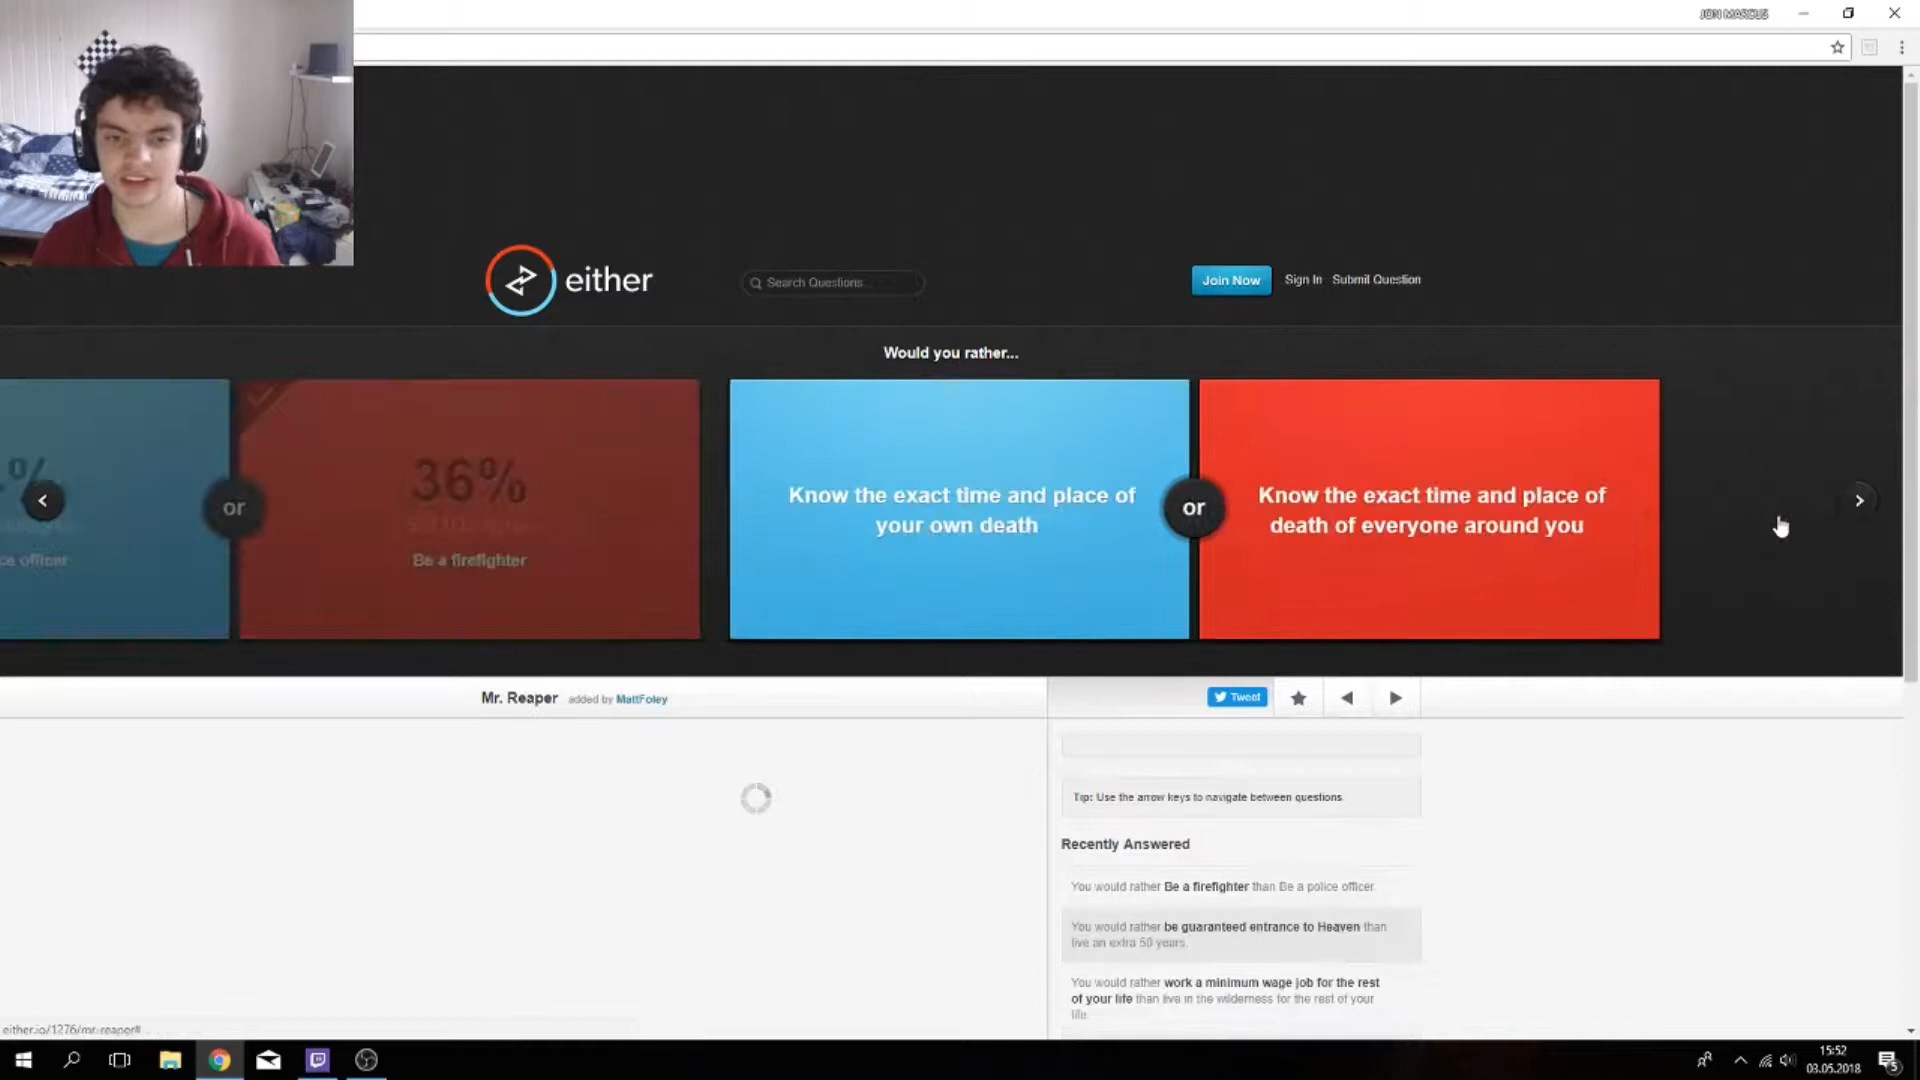 JON MARCUS
either
Search Questions...
Join Now
Sign In
Submit Question
Would you rather...
36%
or
Be a firefighter
Know the exact time and place of
your own death
or
Know the exact time and place of
death of everyone around you
Mr. Reaper added by MattFoley
Tweet
Tip: Use the arrow keys to navigate between questions.
Recently Answered
You would rather Be a firefighter than Be a police officer.
You would rather be guaranteed entrance to Heaven than
live an extra 50 years.
You would rather work a minimum wage job for the rest
of your life than live in the wilderness for the rest of your
life.
either.io/1276/mr-reaper#
15:52
03.05.2018
5